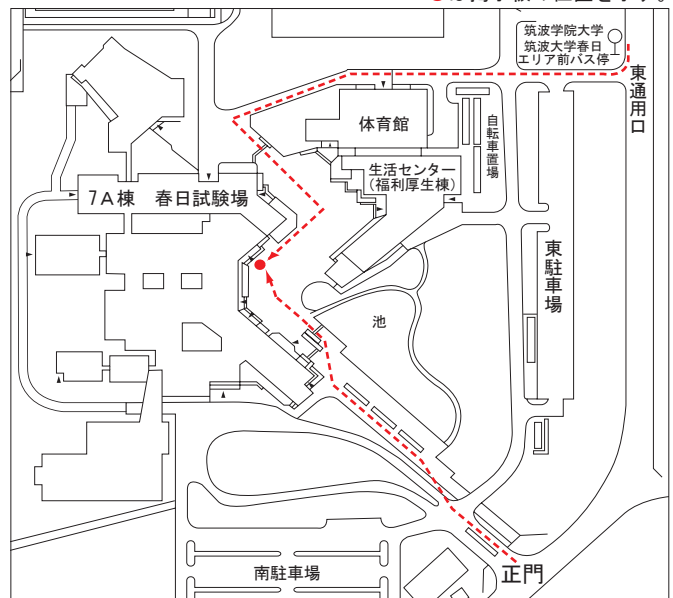 筑波学院大学
筑波大学春日
エリア前バス停
東通用口
体育館
自転車置場
生活センター
(福利厚生棟)
7A棟 春日試験場
東駐車場
池
南駐車場
正門